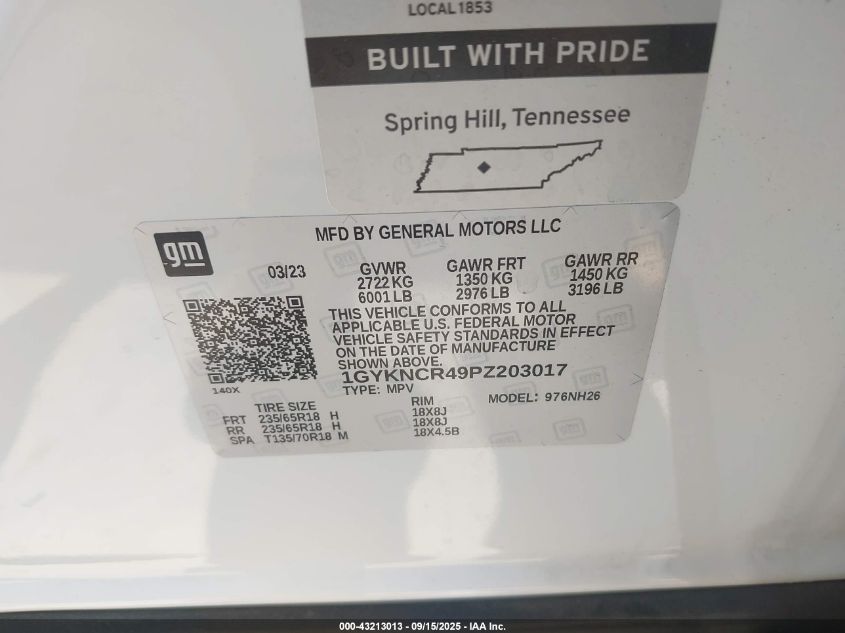 LOCAL 1853
BUILT WITH PRIDE
Spring Hill, Tennessee
gm
MFD BY GENERAL MOTORS LLC
03/23
GVWR
2722 KG
6001 LB
GAWR FRT
1350 KG
2976 LB
GAWR RR
1450 KG
3196 LB
THIS VEHICLE CONFORMS TO ALL
APPLICABLE U.S. FEDERAL MOTOR
VEHICLE SAFETY STANDARDS IN EFFECT
ON THE DATE OF MANUFACTURE
SHOWN ABOVE.
1GYKNCR49PZ203017
140X
TYPE: MPV
MODEL: 976NH26
TIRE SIZE RIM
FRT 235/65R18 H 18X8J
RR 235/65R18 H 18X8J
SPA T135/70R18 M 18X4.5B
000-43213013 - 09/15/2025 - IAA Inc.